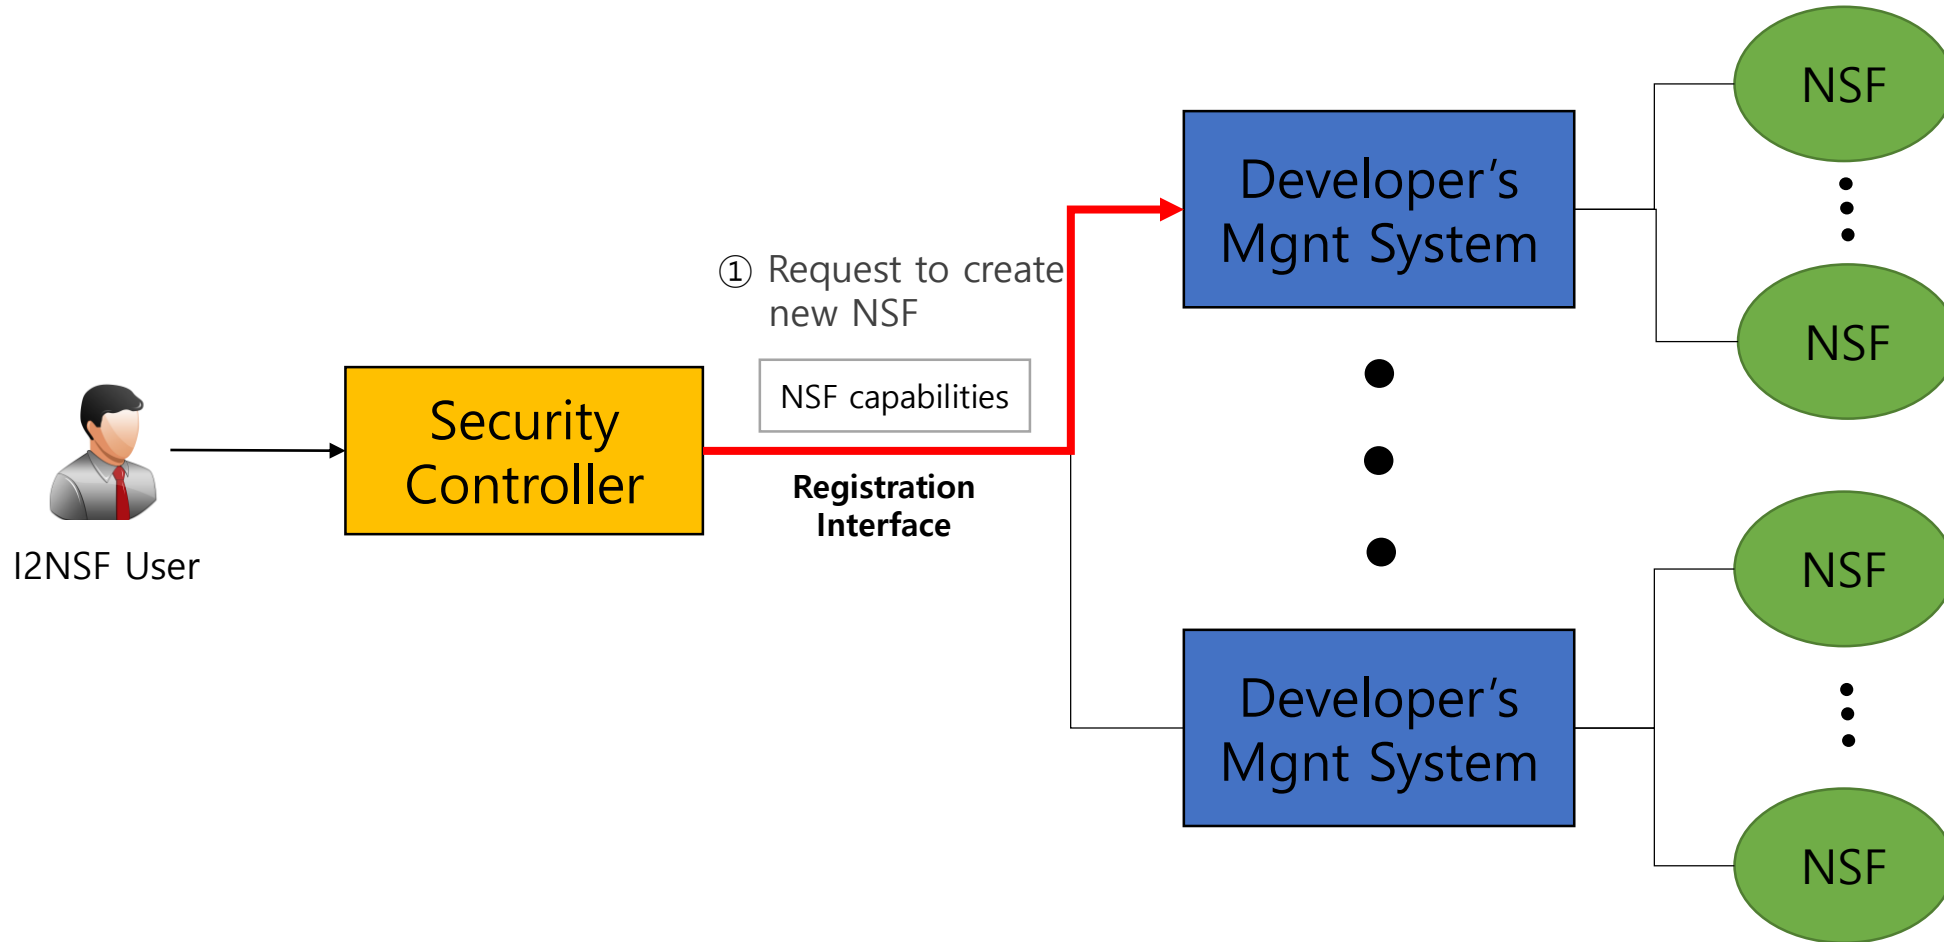 I2NSF User
Security
Controller
① Request to create
new NSF
NSF capabilities
Registration
Interface
Developer’s
Mgnt System
Developer’s
Mgnt System
NSF
NSF
NSF
NSF